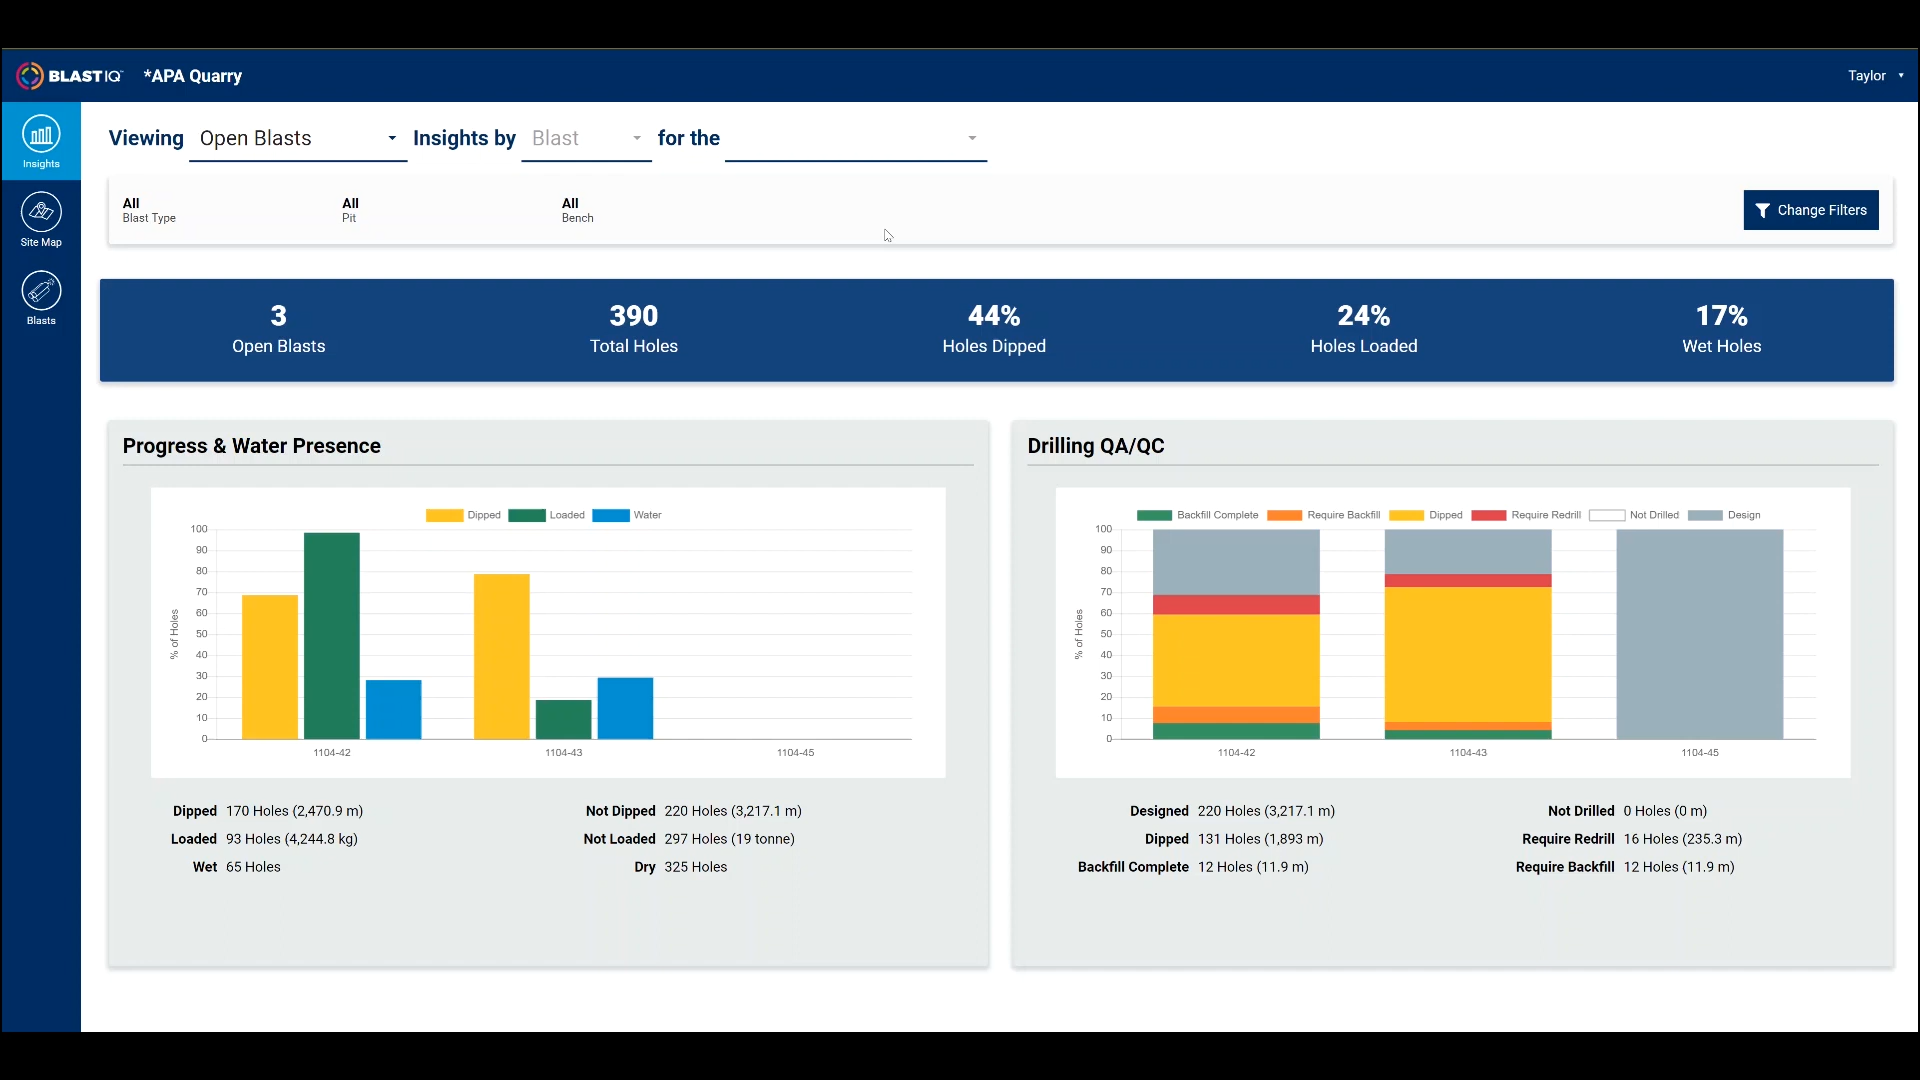 BLASTIQ™ *APA Quarry Taylor
Insights
Site Map
Blasts
Viewing Open Blasts Insights by Blast for the
All All All
Blast Type Pit Bench
Change Filters
3 390 44% 24% 17%
Open Blasts Total Holes Holes Dipped Holes Loaded Wet Holes
Progress & Water Presence
Dipped Loaded Water
100
90
80
70
60
50
40
30
20
10
0
% of Holes
1104-42 1104-43 1104-45
Dipped 170 Holes (2,470.9 m) Not Dipped 220 Holes (3,217.1 m)
Loaded 93 Holes (4,244.8 kg) Not Loaded 297 Holes (19 tonne)
Wet 65 Holes Dry 325 Holes
Drilling QA/QC
Backfill Complete Require Backfill Dipped Require Redrill Not Drilled Design
100
90
80
70
60
50
40
30
20
10
0
% of Holes
1104-42 1104-43 1104-45
Designed 220 Holes (3,217.1 m) Not Drilled 0 Holes (0 m)
Dipped 131 Holes (1,893 m) Require Redrill 16 Holes (235.3 m)
Backfill Complete 12 Holes (11.9 m) Require Backfill 12 Holes (11.9 m)